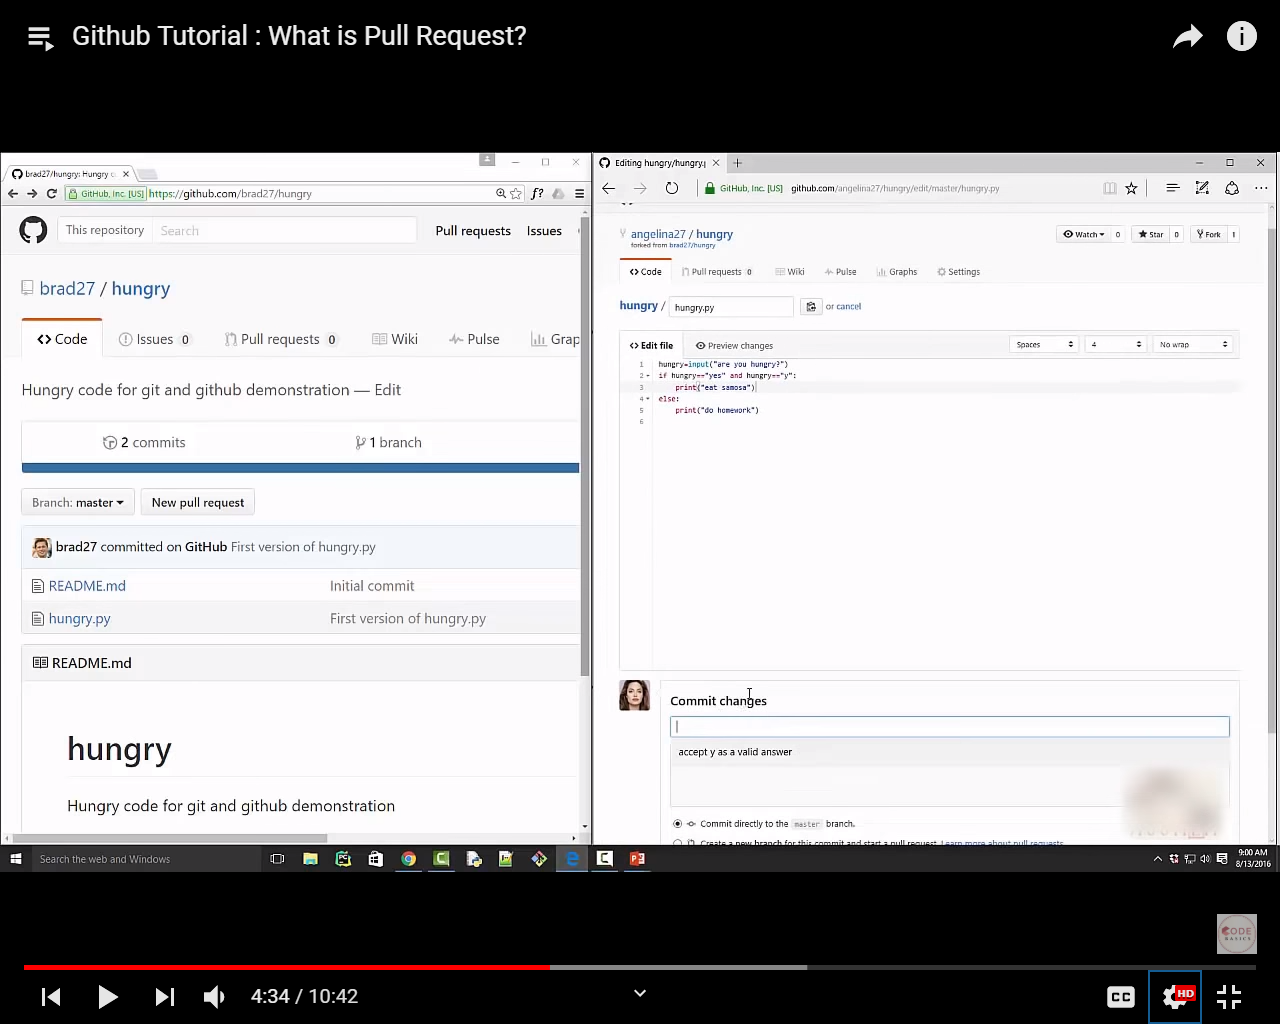 Github Tutorial : What is Pull Request?
brad27/hungry: Hungry c
GitHub, Inc. [US]
https://github.com/brad27/hungry
f?
This repository
Search
Pull requests
Issues
brad27 / hungry
Code
Issues 0
Pull requests 0
Wiki
Pulse
Grap
Hungry code for git and github demonstration — Edit
2 commits
1 branch
Branch: master
New pull request
brad27 committed on GitHub First version of hungry.py
README.md
Initial commit
hungry.py
First version of hungry.py
README.md
hungry
Hungry code for git and github demonstration
Editing hungry/hungry.p
GitHub, Inc. [US]
github.com/angelina27/hungry/edit/master/hungry.py
angelina27 / hungry
forked from brad27/hungry
Watch 0
Star 0
Fork 1
Code
Pull requests 0
Wiki
Pulse
Graphs
Settings
hungry / hungry.py or cancel
Edit file
Preview changes
Spaces
4
No wrap
1 hungry=input("are you hungry?")
2 if hungry=="yes" and hungry=="y":
3 print("eat samosa")
4 else:
5 print("do homework")
6
Commit changes
accept y as a valid answer
Commit directly to the master branch.
Create a new branch for this commit and start a pull request. Learn more about pull requests.
Search the web and Windows
9:00 AM
8/13/2016
CODE
BASICS
4:34 / 10:42
CC
HD